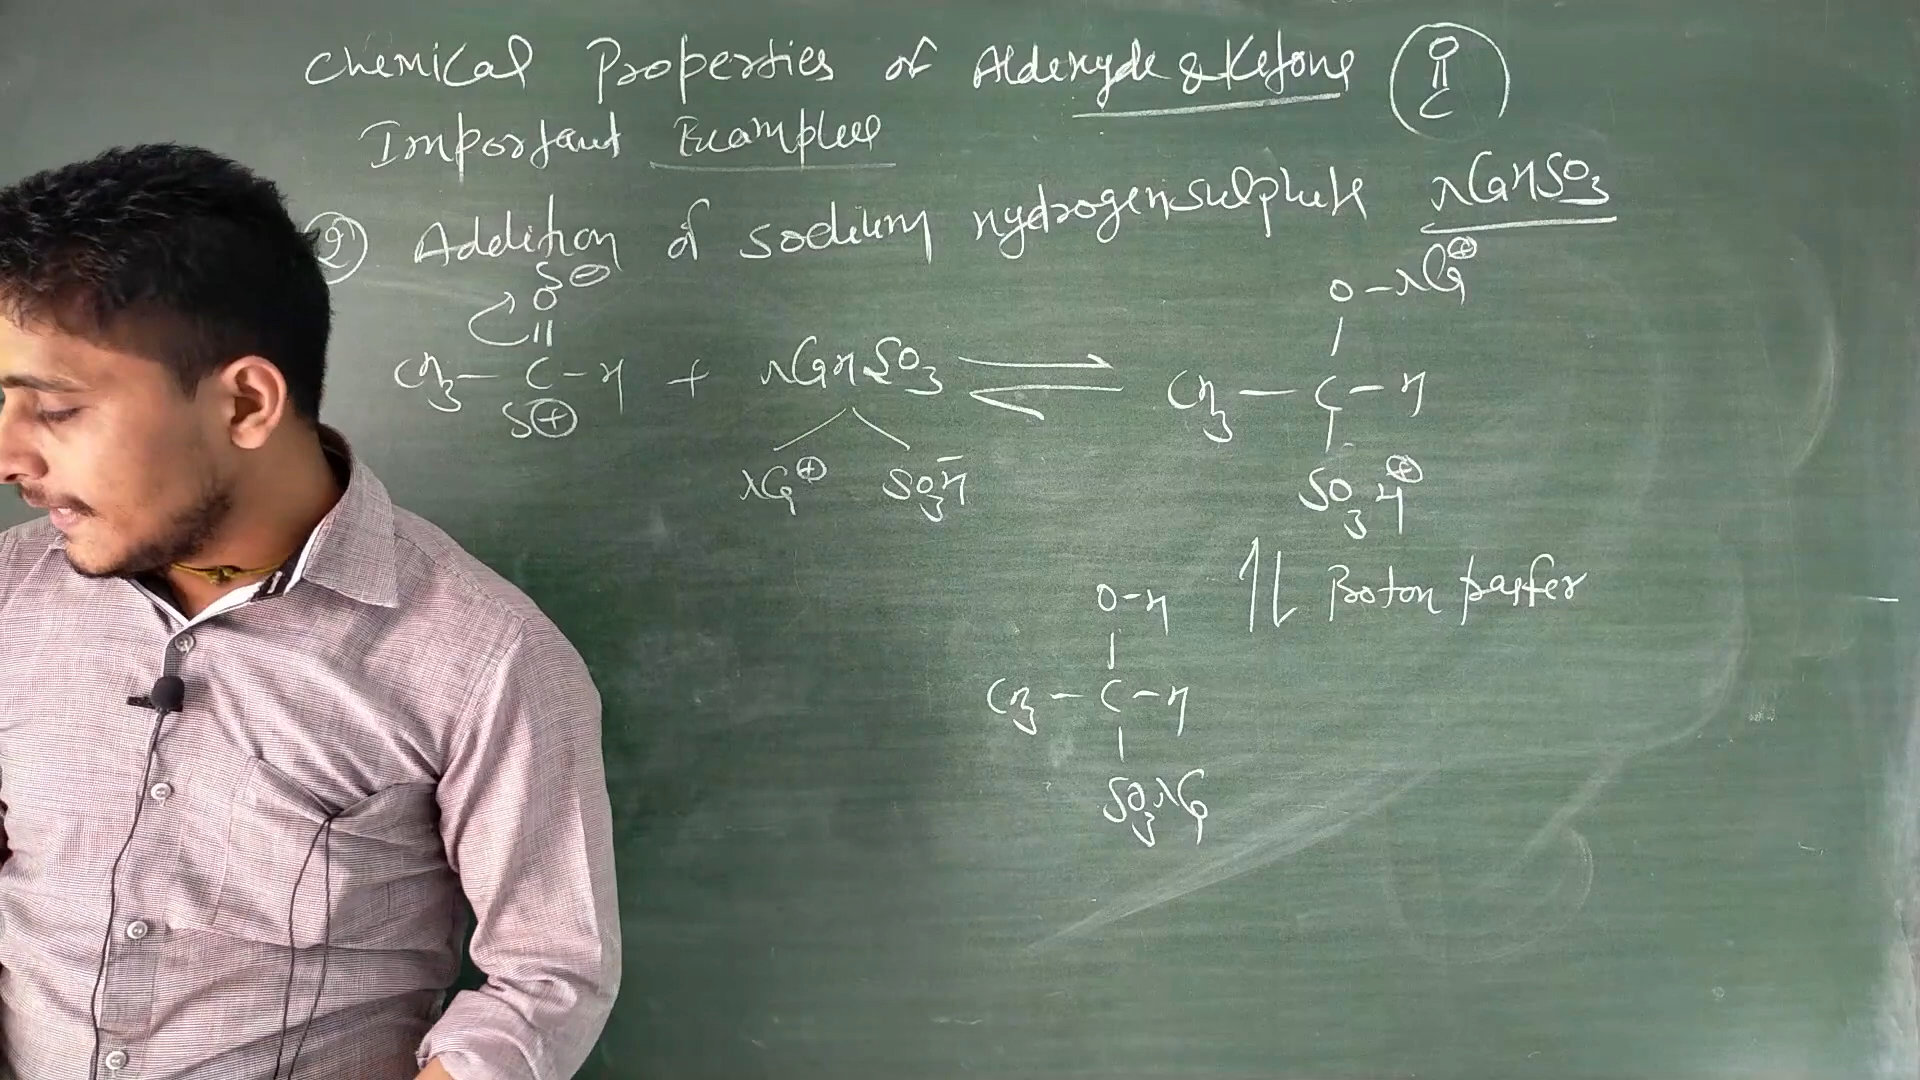 Chemical Properties of Aldehyde & Ketone
O
||
C
Important Examples
② Addition of sodium hydrogensulphite NaHSO3
δ⊖
O
||
CH3 – C – H + NaHSO3 ⇌
δ⊕
Na⊕ SO3H–
O – Na⊕
|
CH3 – C – H
|
SO3H⊕
⇅ Proton
O – H
|
CH3 – C – H
|
SO3Na